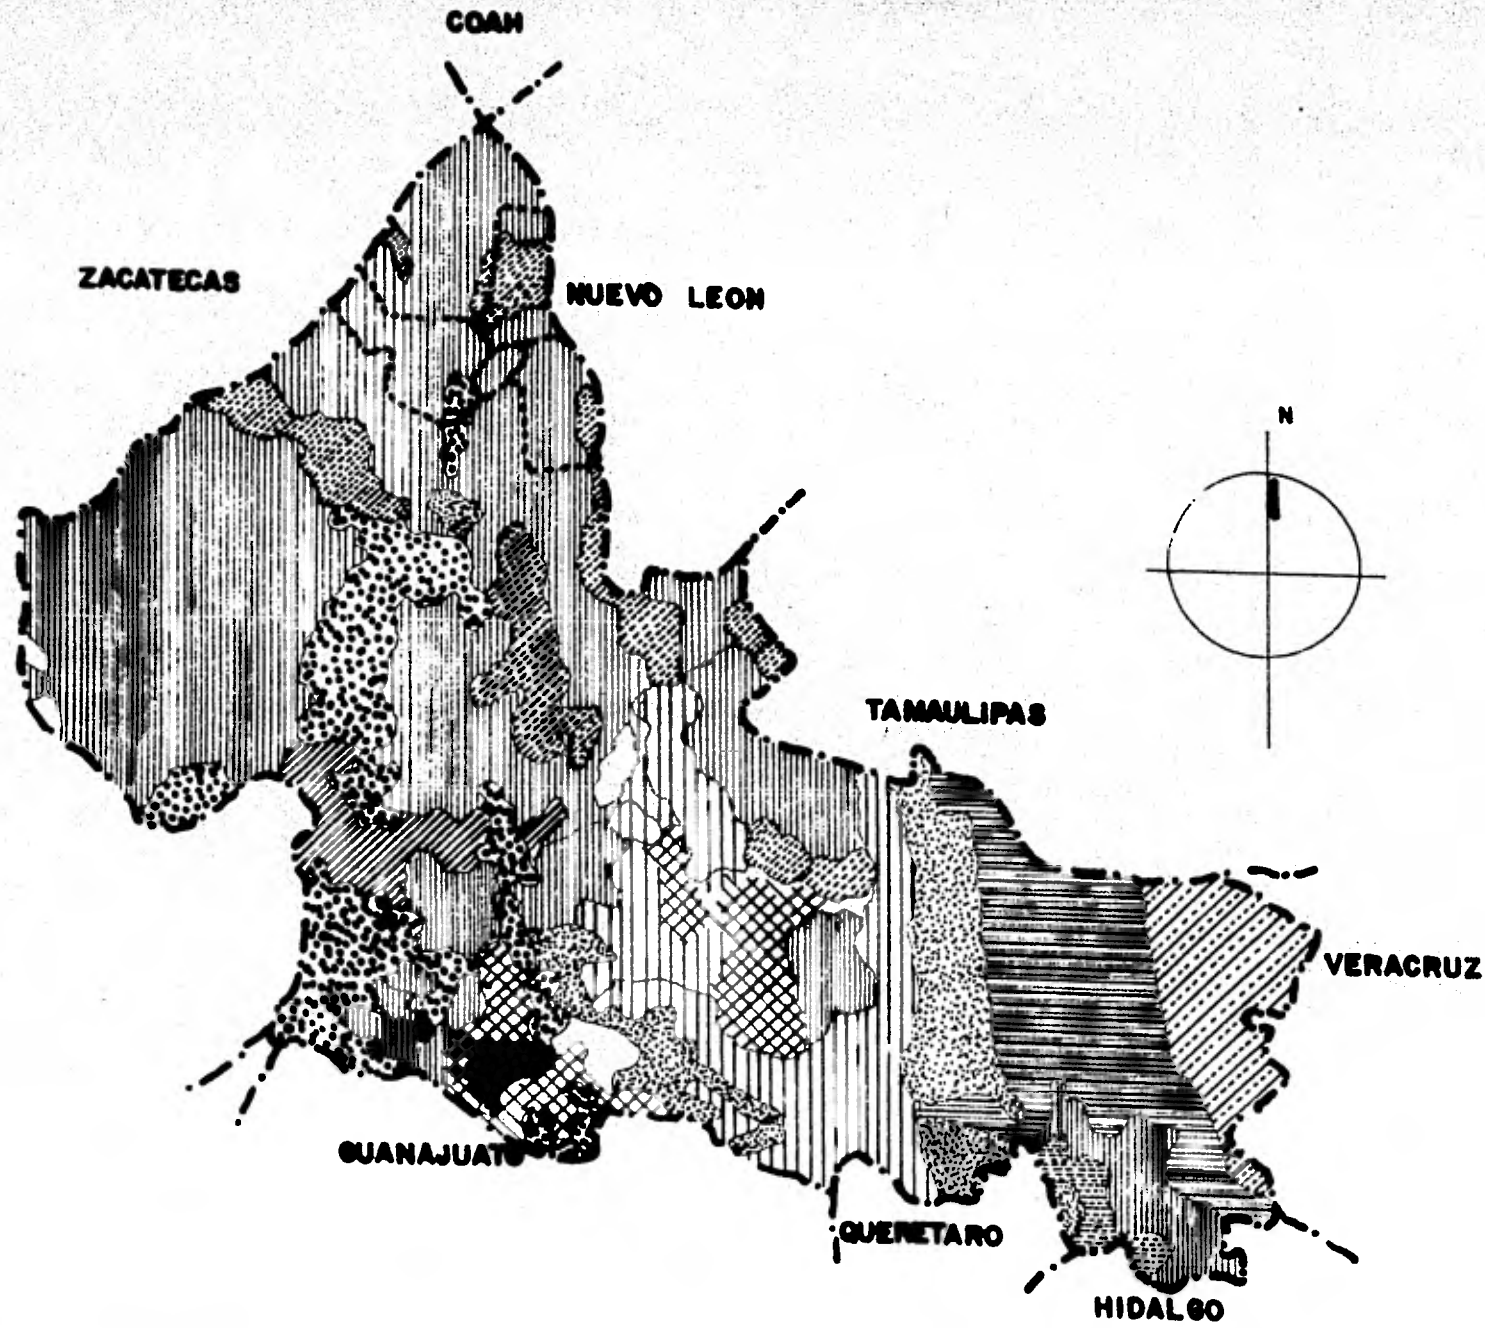 COAH
ZACATECAS
NUEVO LEON
N
TAMAULIPAS
VERACRUZ
GUANAJUATO
QUERETARO
HIDALGO